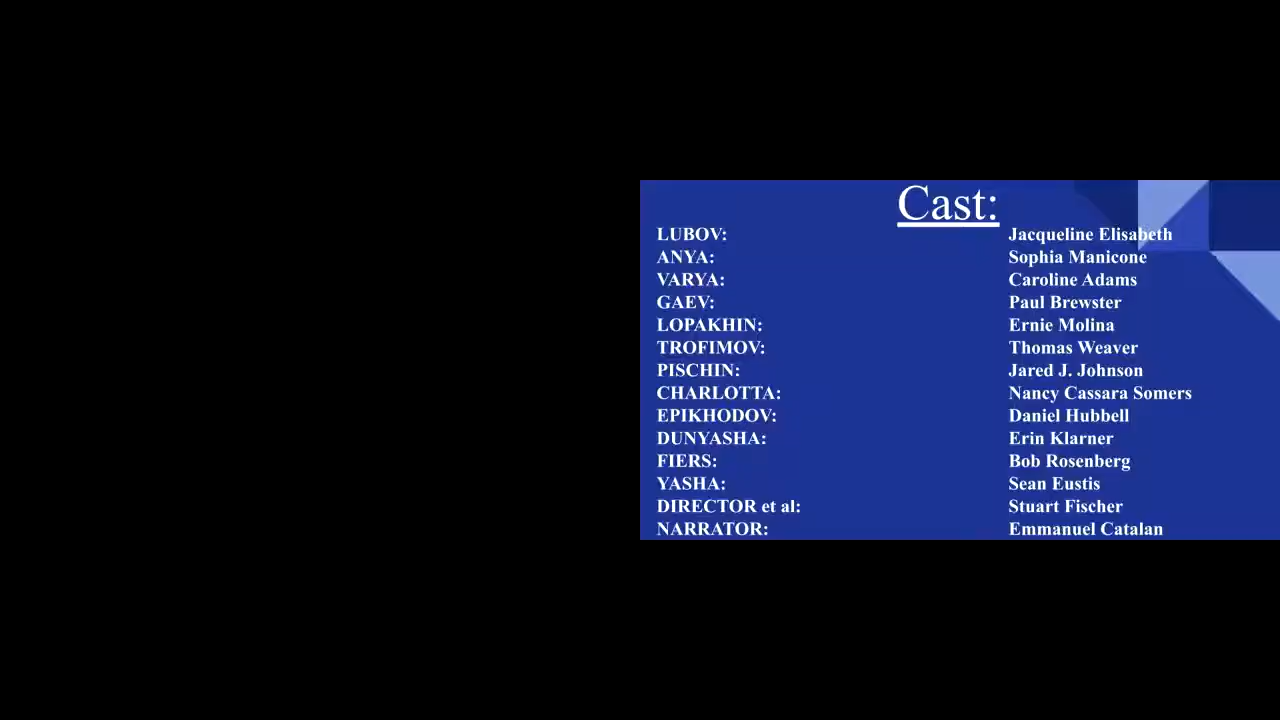 Cast:
LUBOV: Jacqueline Elisabeth
ANYA: Sophia Manicone
VARYA: Caroline Adams
GAEV: Paul Brewster
LOPAKHIN: Ernie Molina
TROFIMOV: Thomas Weaver
PISCHIN: Jared J. Johnson
CHARLOTTA: Nancy Cassara Somers
EPIKHODOV: Daniel Hubbell
DUNYASHA: Erin Klarner
FIERS: Bob Rosenberg
YASHA: Sean Eustis
DIRECTOR et al: Stuart Fischer
NARRATOR: Emmanuel Catalan